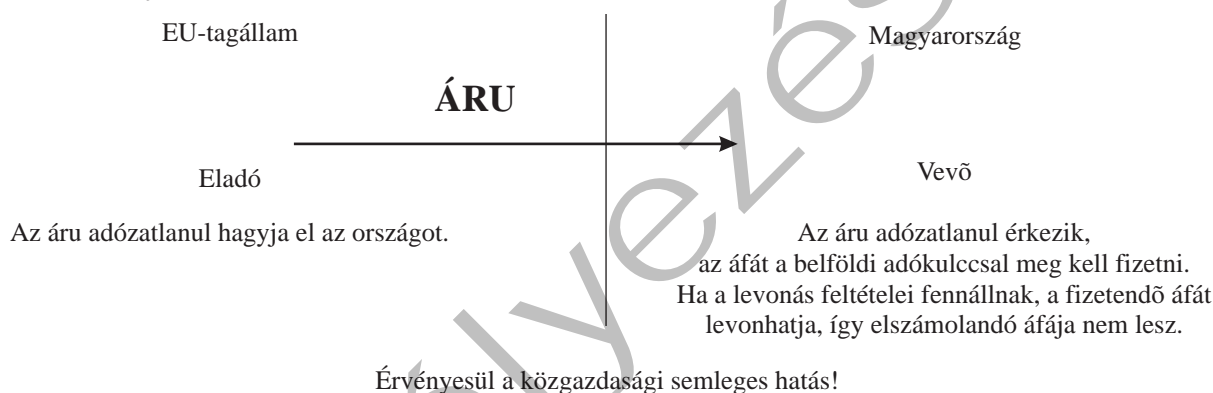 EU-tagállam
Magyarország
ÁRU
Eladó
Vevõ
Az áru adózatlanul hagyja el az országot.
Az áru adózatlanul érkezik,
az áfát a belföldi adókulccsal meg kell fizetni.
Ha a levonás feltételei fennállnak, a fizetendõ áfát
levonhatja, így elszámolandó áfája nem lesz.
Érvényesül a közgazdasági semleges hatás!